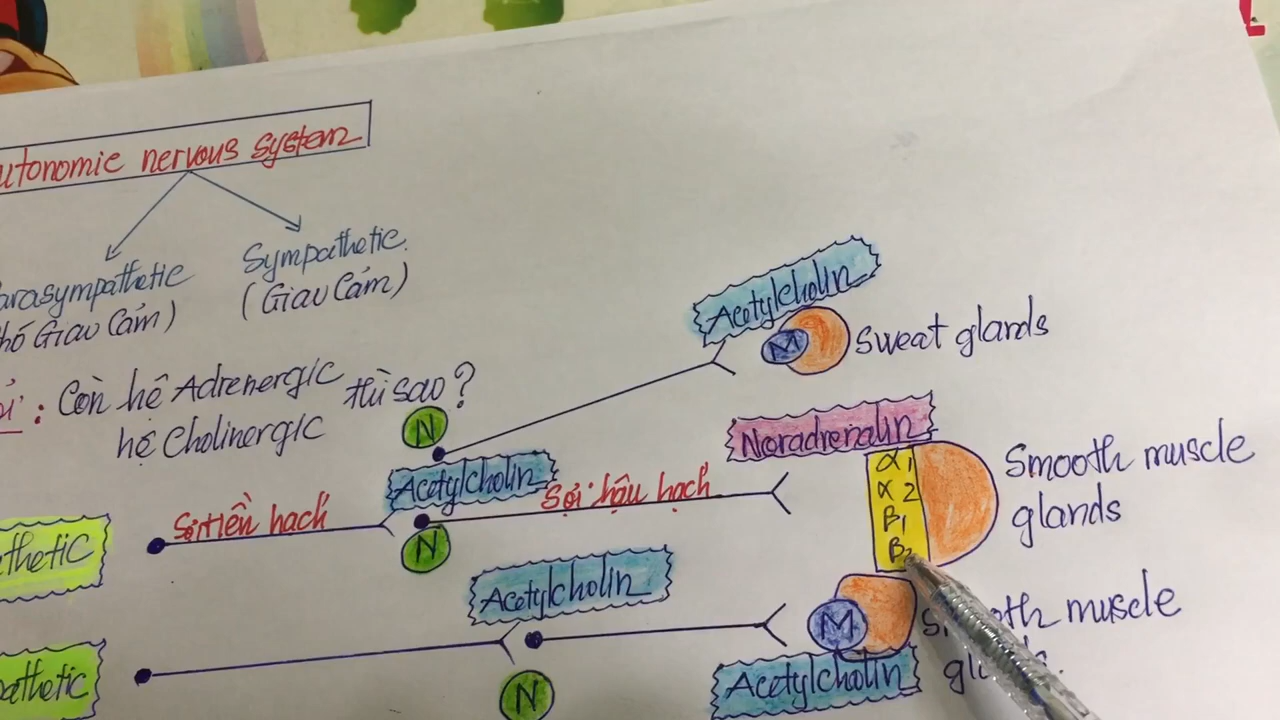 utonomic nervous system
arasympathetic
hó Giao Cảm)
Sympathetic.
(Giao Cảm)
: Còn hệ Adrenergic thì sao?
hệ Cholinergic
Acetylcholin
M
Sweat glands
N
Noradrenalin
α1
α2
β1
β2
Smooth muscle
glands
Acetylcholin
Sợi tiền hạch
Sợi hậu hạch
N
thetic
Acetylcholin
M
muscle
Acetylcholin
N
pathetic